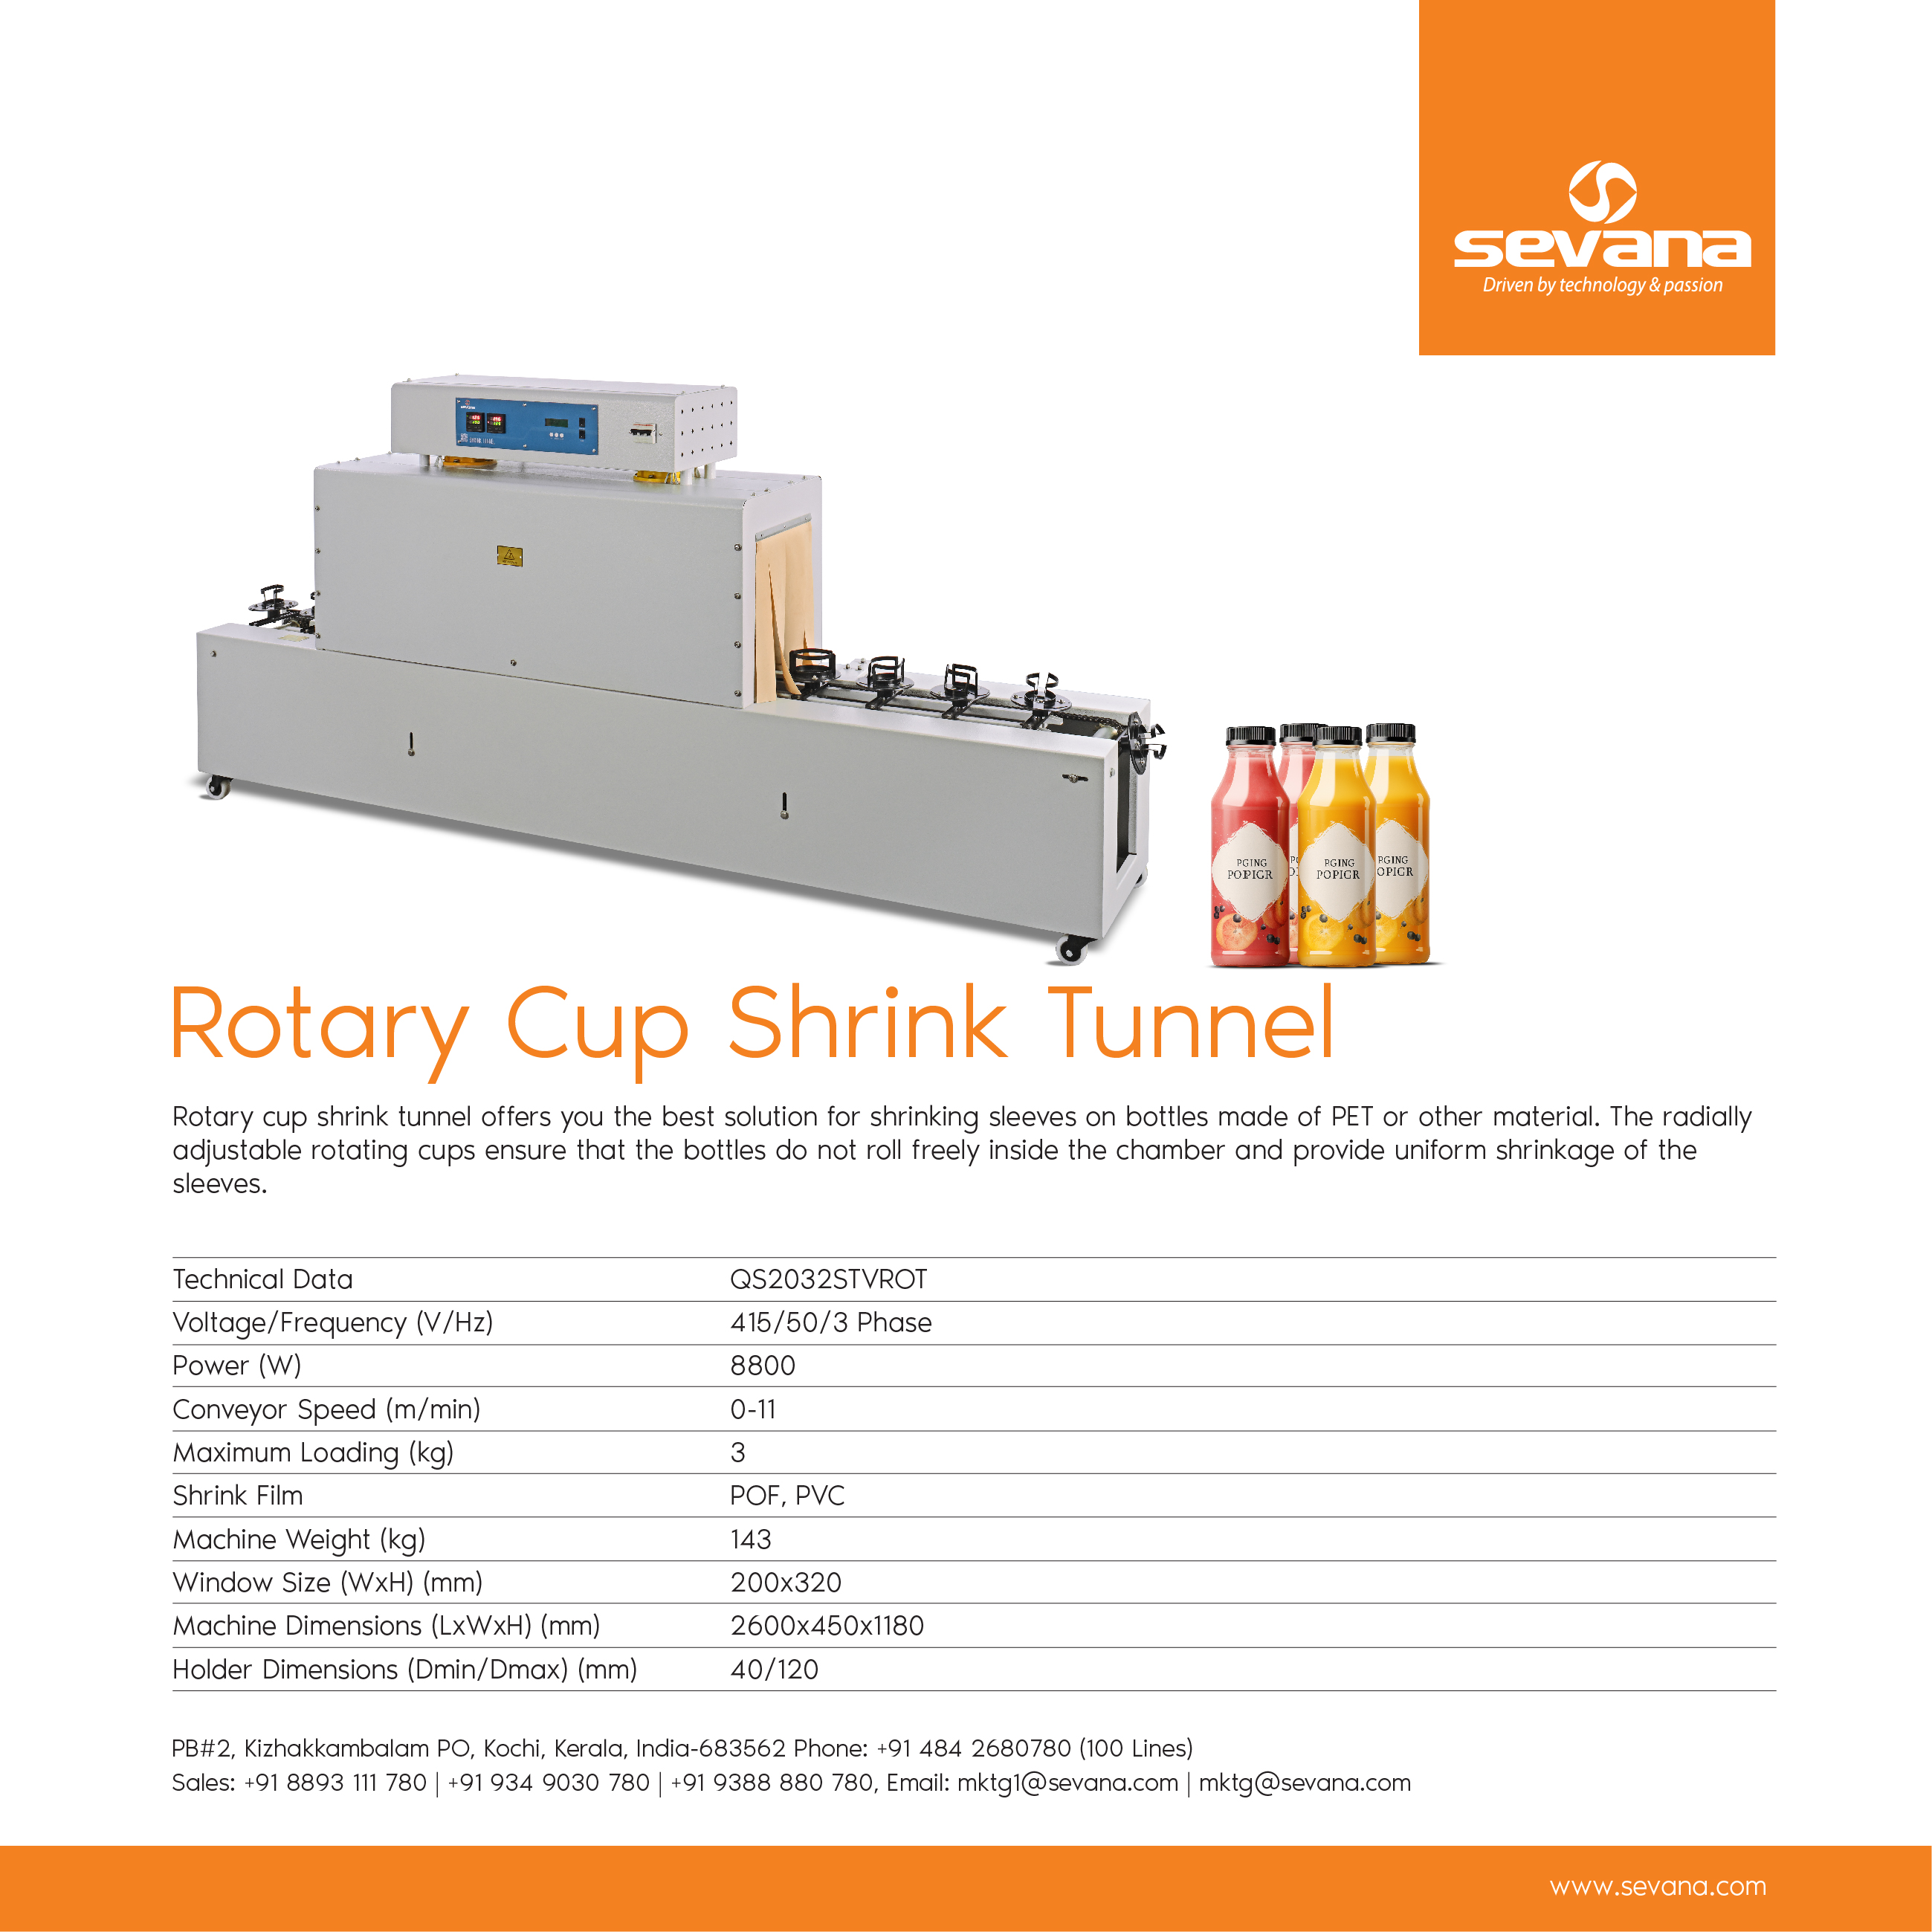 sevana
Driven by technology & passion
PGING
POPIGR
PGING
POPIGR
PGING
OPIGR
Rotary Cup Shrink Tunnel
Rotary cup shrink tunnel offers you the best solution for shrinking sleeves on bottles made of PET or other material. The radially
adjustable rotating cups ensure that the bottles do not roll freely inside the chamber and provide uniform shrinkage of the
sleeves.
Technical Data QS2032STVROT
Voltage/Frequency (V/Hz) 415/50/3 Phase
Power (W) 8800
Conveyor Speed (m/min) 0-11
Maximum Loading (kg) 3
Shrink Film POF, PVC
Machine Weight (kg) 143
Window Size (WxH) (mm) 200x320
Machine Dimensions (LxWxH) (mm) 2600x450x1180
Holder Dimensions (Dmin/Dmax) (mm) 40/120
PB#2, Kizhakkambalam PO, Kochi, Kerala, India-683562 Phone: +91 484 2680780 (100 Lines)
Sales: +91 8893 111 780 | +91 934 9030 780 | +91 9388 880 780, Email: mktg1@sevana.com | mktg@sevana.com
www.sevana.com